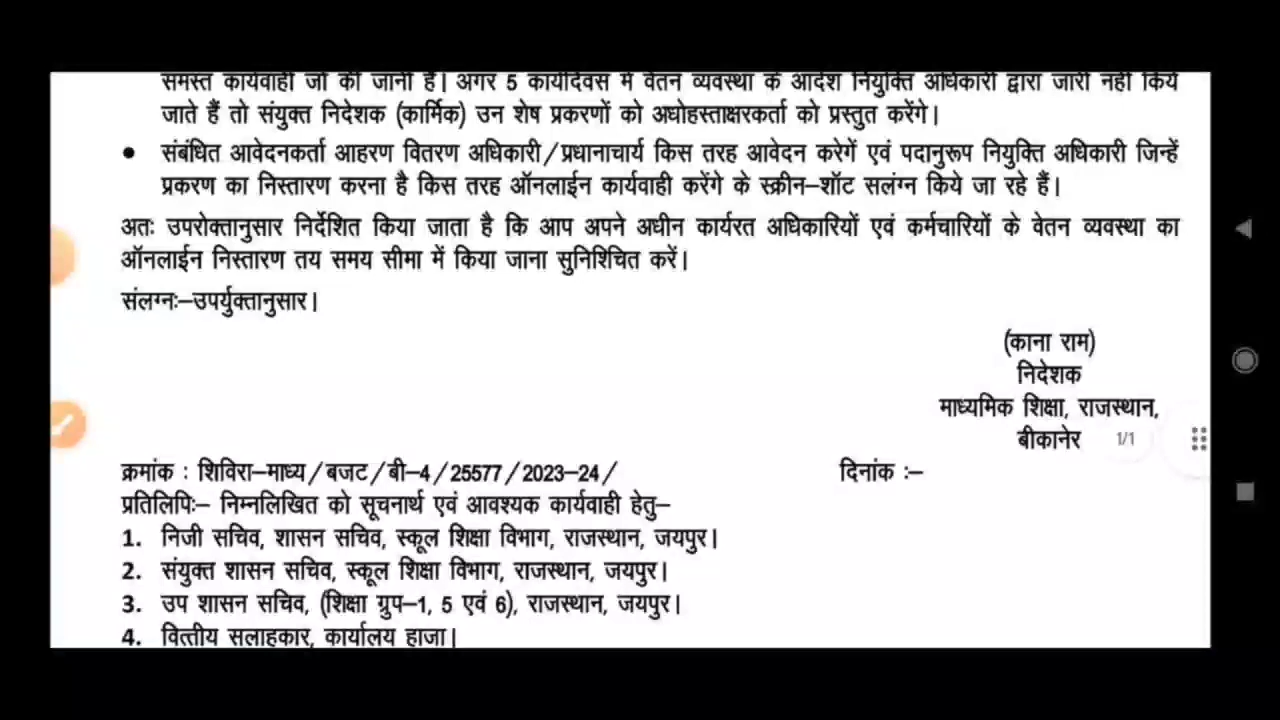 समस्त कार्यवाही जो की जानी है। अगर 5 कार्यदिवस में वेतन व्यवस्था के आदेश नियुक्ति अधिकारी द्वारा जारी नहीं किये
जाते हैं तो संयुक्त निदेशक (कार्मिक) उन शेष प्रकरणों को अधोहस्ताक्षरकर्ता को प्रस्तुत करेंगे।
● संबंधित आवेदनकर्ता आहरण वितरण अधिकारी/प्रधानाचार्य किस तरह आवेदन करेगें एवं पदानुरूप नियुक्ति अधिकारी जिन्हें
प्रकरण का निस्तारण करना है किस तरह ऑनलाईन कार्यवाही करेंगे के स्क्रीन–शॉट सलंग्न किये जा रहे हैं।
अतः उपरोक्तानुसार निर्देशित किया जाता है कि आप अपने अधीन कार्यरत अधिकारियों एवं कर्मचारियों के वेतन व्यवस्था का
ऑनलाईन निस्तारण तय समय सीमा में किया जाना सुनिश्चित करें।
संलग्नः–उपर्युक्तानुसार।
(काना राम)
निदेशक
माध्यमिक शिक्षा, राजस्थान,
बीकानेर
1/1
क्रमांक : शिविरा–माध्य/बजट/बी–4/25577/2023–24/ दिनांक :–
प्रतिलिपिः– निम्नलिखित को सूचनार्थ एवं आवश्यक कार्यवाही हेतु–
1. निजी सचिव, शासन सचिव, स्कूल शिक्षा विभाग, राजस्थान, जयपुर।
2. संयुक्त शासन सचिव, स्कूल शिक्षा विभाग, राजस्थान, जयपुर।
3. उप शासन सचिव, (शिक्षा ग्रुप–1, 5 एवं 6), राजस्थान, जयपुर।
4. वित्तीय सलाहकार, कार्यालय हाजा।